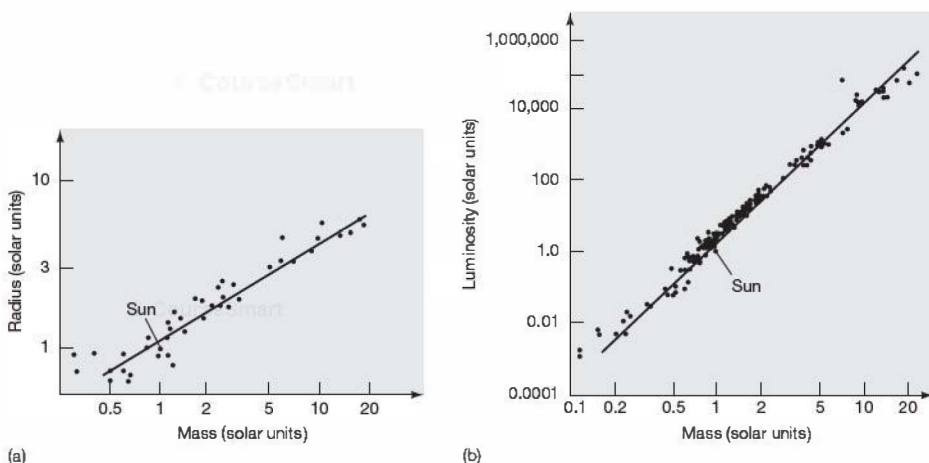 CourseSmart
10
3
1
Radius (solar units)
Sun
CourseSmart
0.5 1 2 5 10 20
Mass (solar units)
(a)
1,000,000
10,000
100
1.0
0.01
0.0001
Luminosity (solar units)
Sun
0.1 0.2 0.5 1 2 5 10 20
Mass (solar units)
(b)